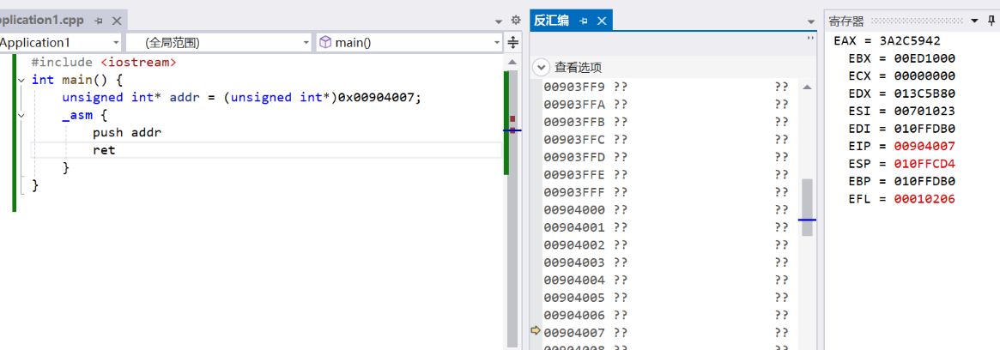 plication1.cpp
Application1
(全局范围)
main()
#include <iostream>
int main() {
unsigned int* addr = (unsigned int*)0x00904007;
_asm {
push addr
ret
}
}
反汇编
查看选项
00903FF9 ?? ??
00903FFA ?? ??
00903FFB ?? ??
00903FFC ?? ??
00903FFD ?? ??
00903FFE ?? ??
00903FFF ?? ??
00904000 ?? ??
00904001 ?? ??
00904002 ?? ??
00904003 ?? ??
00904004 ?? ??
00904005 ?? ??
00904006 ?? ??
00904007 ?? ??
00904008 ?? ??
寄存器
EAX = 3A2C5942
EBX = 00ED1000
ECX = 00000000
EDX = 013C5B80
ESI = 00701023
EDI = 010FFDB0
EIP = 00904007
ESP = 010FFCD4
EBP = 010FFDB0
EFL = 00010206